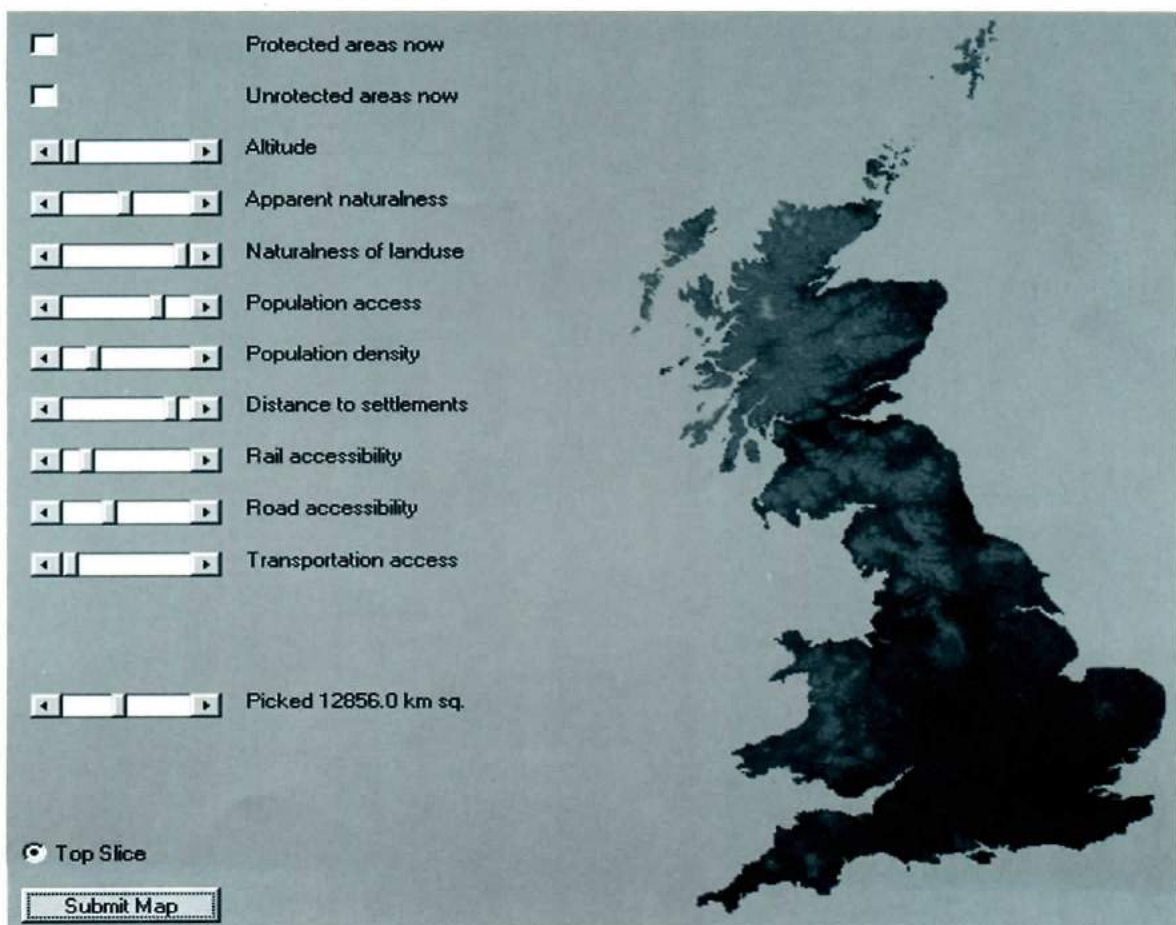 Protected areas now
Unrotected areas now
Altitude
Apparent naturalness
Naturalness of landuse
Population access
Population density
Distance to settlements
Rail accessibility
Road accessibility
Transportation access
Picked 12856.0 km sq.
Top Slice
Submit Map